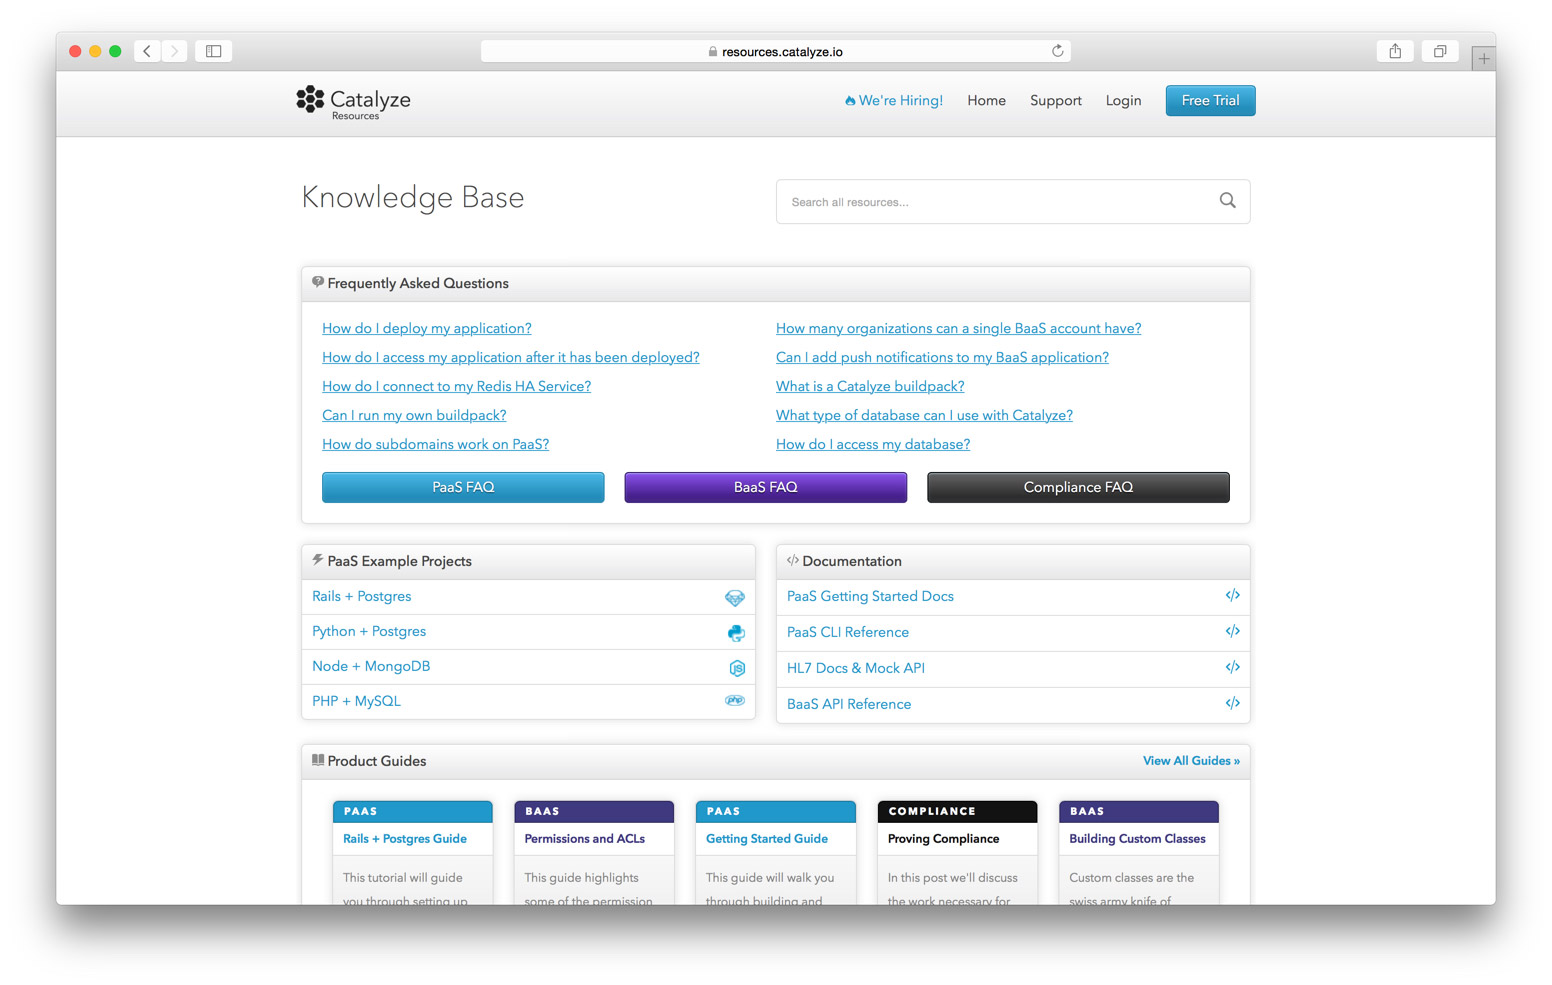 resources.catalyze.io
Catalyze
Resources
We're Hiring!
Home
Support
Login
Free Trial
Knowledge Base
Search all resources...
Frequently Asked Questions
How do I deploy my application?
How do I access my application after it has been deployed?
How do I connect to my Redis HA Service?
Can I run my own buildpack?
How do subdomains work on PaaS?
How many organizations can a single BaaS account have?
Can I add push notifications to my BaaS application?
What is a Catalyze buildpack?
What type of database can I use with Catalyze?
How do I access my database?
PaaS FAQ
BaaS FAQ
Compliance FAQ
PaaS Example Projects
Rails + Postgres
Python + Postgres
Node + MongoDB
PHP + MySQL
php
Documentation
PaaS Getting Started Docs
PaaS CLI Reference
HL7 Docs & Mock API
BaaS API Reference
Product Guides
View All Guides »
PAAS
Rails + Postgres Guide
This tutorial will guide
you through setting up
BAAS
Permissions and ACLs
This guide highlights
some of the permission
PAAS
Getting Started Guide
This guide will walk you
through building and
COMPLIANCE
Proving Compliance
In this post we'll discuss
the work necessary for
BAAS
Building Custom Classes
Custom classes are the
swiss army knife of